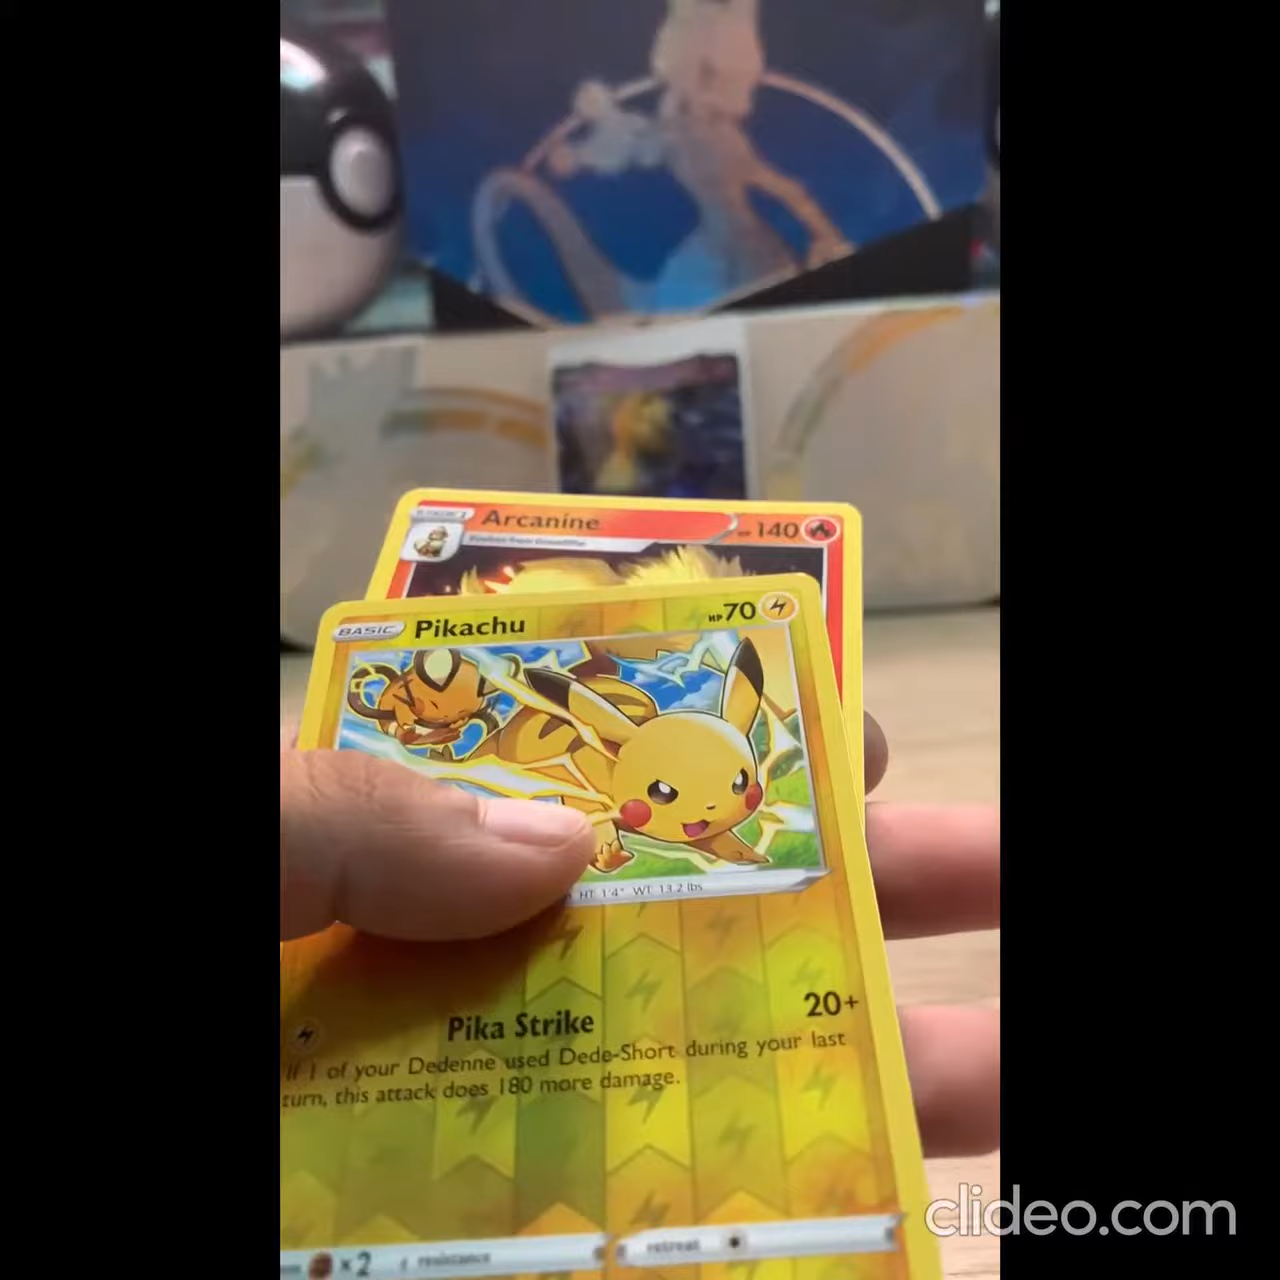 Arcanine
140
BASIC Pikachu HP70
HT: 1'4" WT: 13.2 lbs
Pika Strike 20+
If 1 of your Dedenne used Dede-Short during your last
turn, this attack does 180 more damage.
×2 resistance retreat
clideo.com